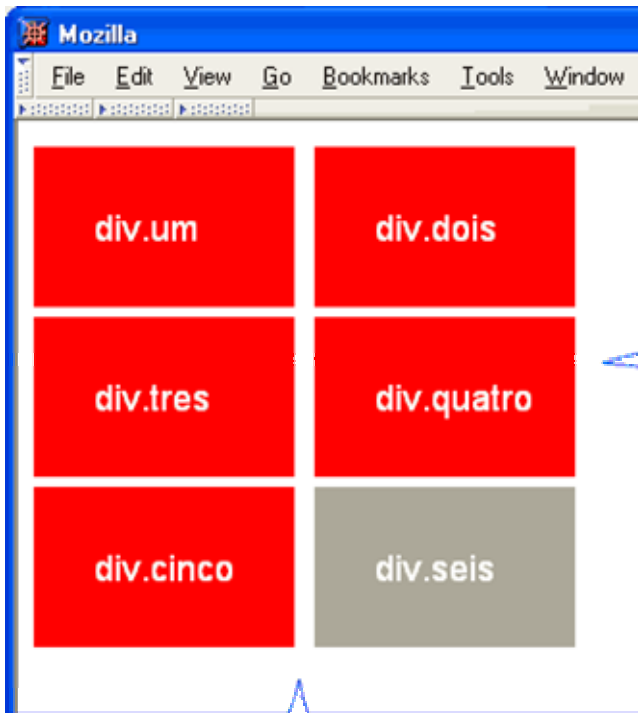 Mozilla
File Edit View Go Bookmarks Tools Window
div.um div.dois
div.tres div.quatro
div.cinco div.seis